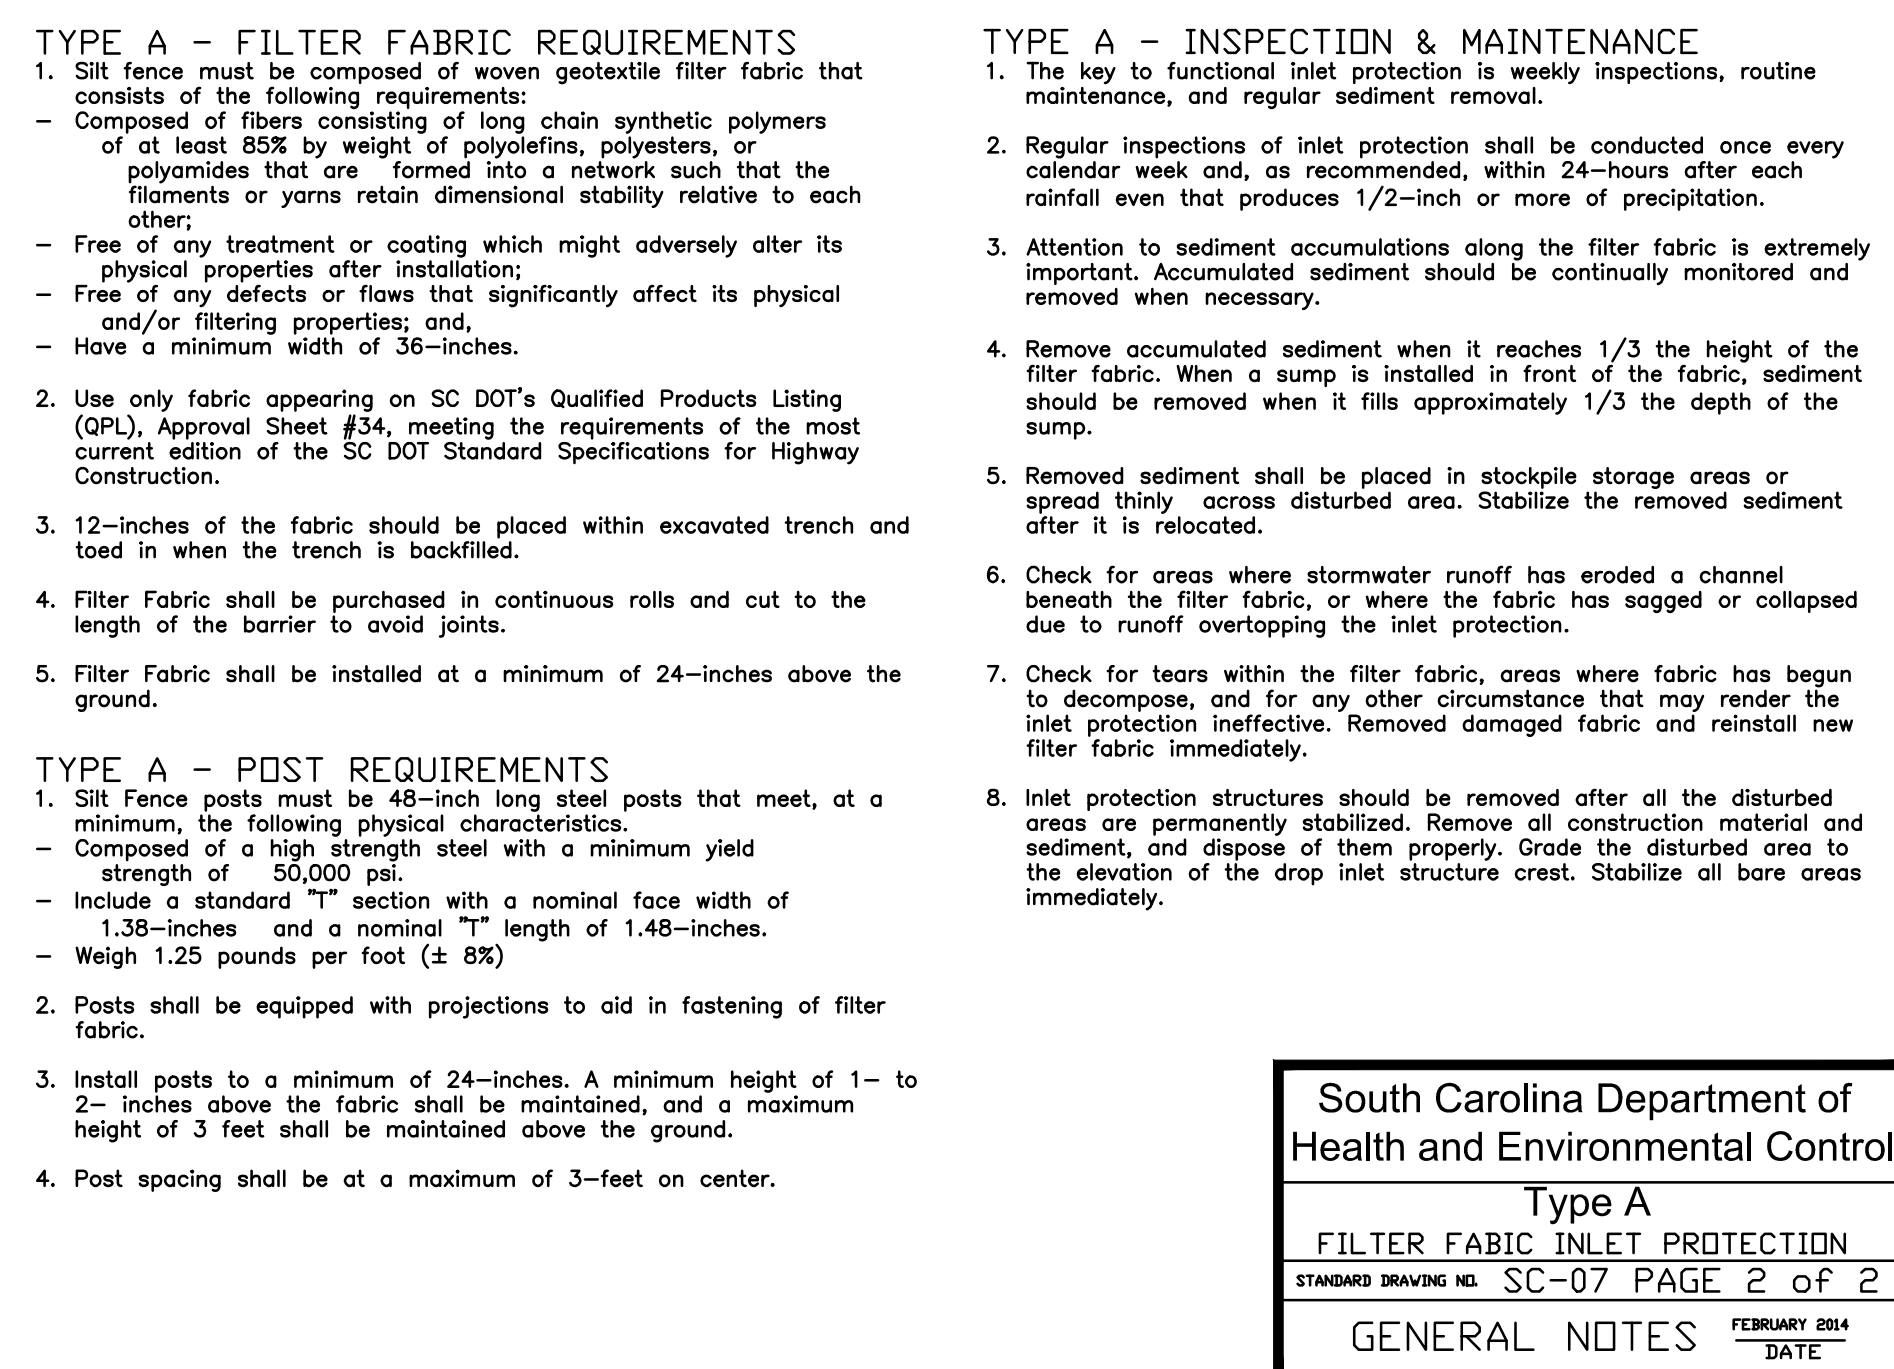 TYPE A - FILTER FABRIC REQUIREMENTS
1. Silt fence must be composed of woven geotextile filter fabric that
consists of the following requirements:
- Composed of fibers consisting of long chain synthetic polymers
of at least 85% by weight of polyolefins, polyesters, or
polyamides that are formed into a network such that the
filaments or yarns retain dimensional stability relative to each
other;
- Free of any treatment or coating which might adversely alter its
physical properties after installation;
- Free of any defects or flaws that significantly affect its physical
and/or filtering properties; and,
- Have a minimum width of 36-inches.
2. Use only fabric appearing on SC DOT's Qualified Products Listing
(QPL), Approval Sheet #34, meeting the requirements of the most
current edition of the SC DOT Standard Specifications for Highway
Construction.
3. 12-inches of the fabric should be placed within excavated trench and
toed in when the trench is backfilled.
4. Filter Fabric shall be purchased in continuous rolls and cut to the
length of the barrier to avoid joints.
5. Filter Fabric shall be installed at a minimum of 24-inches above the
ground.
TYPE A - POST REQUIREMENTS
1. Silt Fence posts must be 48-inch long steel posts that meet, at a
minimum, the following physical characteristics.
- Composed of a high strength steel with a minimum yield
strength of 50,000 psi.
- Include a standard "T" section with a nominal face width of
1.38-inches and a nominal "T" length of 1.48-inches.
- Weigh 1.25 pounds per foot (± 8%)
2. Posts shall be equipped with projections to aid in fastening of filter
fabric.
3. Install posts to a minimum of 24-inches. A minimum height of 1- to
2- inches above the fabric shall be maintained, and a maximum
height of 3 feet shall be maintained above the ground.
4. Post spacing shall be at a maximum of 3-feet on center.
TYPE A - INSPECTION & MAINTENANCE
1. The key to functional inlet protection is weekly inspections, routine
maintenance, and regular sediment removal.
2. Regular inspections of inlet protection shall be conducted once every
calendar week and, as recommended, within 24-hours after each
rainfall even that produces 1/2-inch or more of precipitation.
3. Attention to sediment accumulations along the filter fabric is extremely
important. Accumulated sediment should be continually monitored and
removed when necessary.
4. Remove accumulated sediment when it reaches 1/3 the height of the
filter fabric. When a sump is installed in front of the fabric, sediment
should be removed when it fills approximately 1/3 the depth of the
sump.
5. Removed sediment shall be placed in stockpile storage areas or
spread thinly across disturbed area. Stabilize the removed sediment
after it is relocated.
6. Check for areas where stormwater runoff has eroded a channel
beneath the filter fabric, or where the fabric has sagged or collapsed
due to runoff overtopping the inlet protection.
7. Check for tears within the filter fabric, areas where fabric has begun
to decompose, and for any other circumstance that may render the
inlet protection ineffective. Removed damaged fabric and reinstall new
filter fabric immediately.
8. Inlet protection structures should be removed after all the disturbed
areas are permanently stabilized. Remove all construction material and
sediment, and dispose of them properly. Grade the disturbed area to
the elevation of the drop inlet structure crest. Stabilize all bare areas
immediately.
South Carolina Department of
Health and Environmental Control
Type A
FILTER FABIC INLET PROTECTION
STANDARD DRAWING NO. SC-07 PAGE 2 of 2
GENERAL NOTES FEBRUARY 2014
DATE